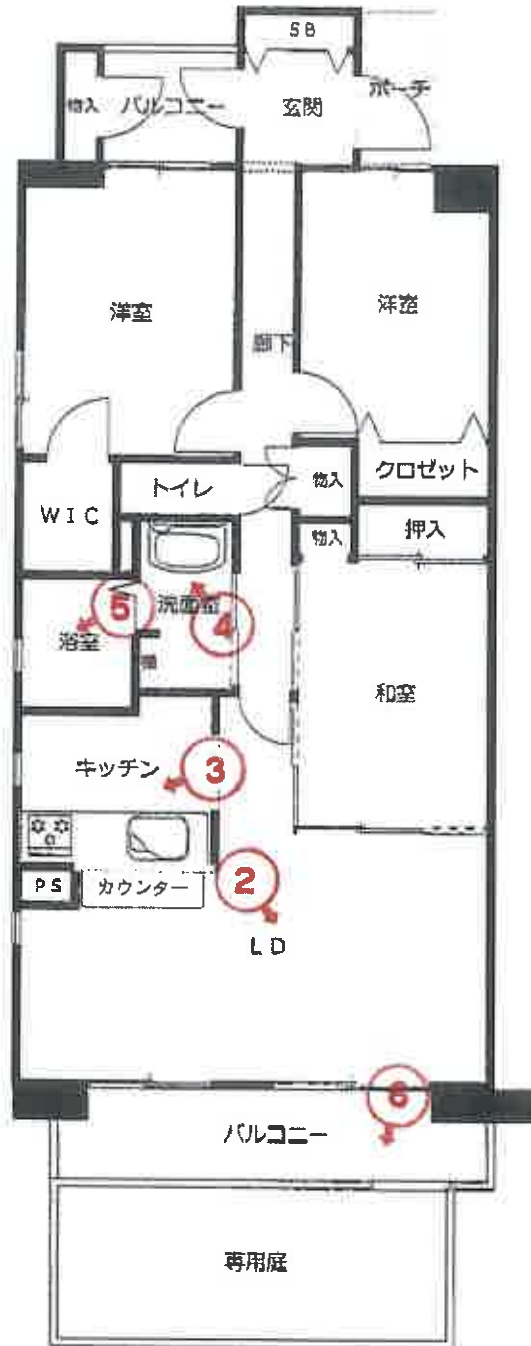 SB
物入
バルコニー
玄関
ポーチ
洋室
洋室
廊下
WIC
トイレ
物入
クロゼット
物入
押入
⑤
洗面室
④
浴室
和室
キッチン
③
PS
カウンター
②
LD
⑥
バルコニー
専用庭